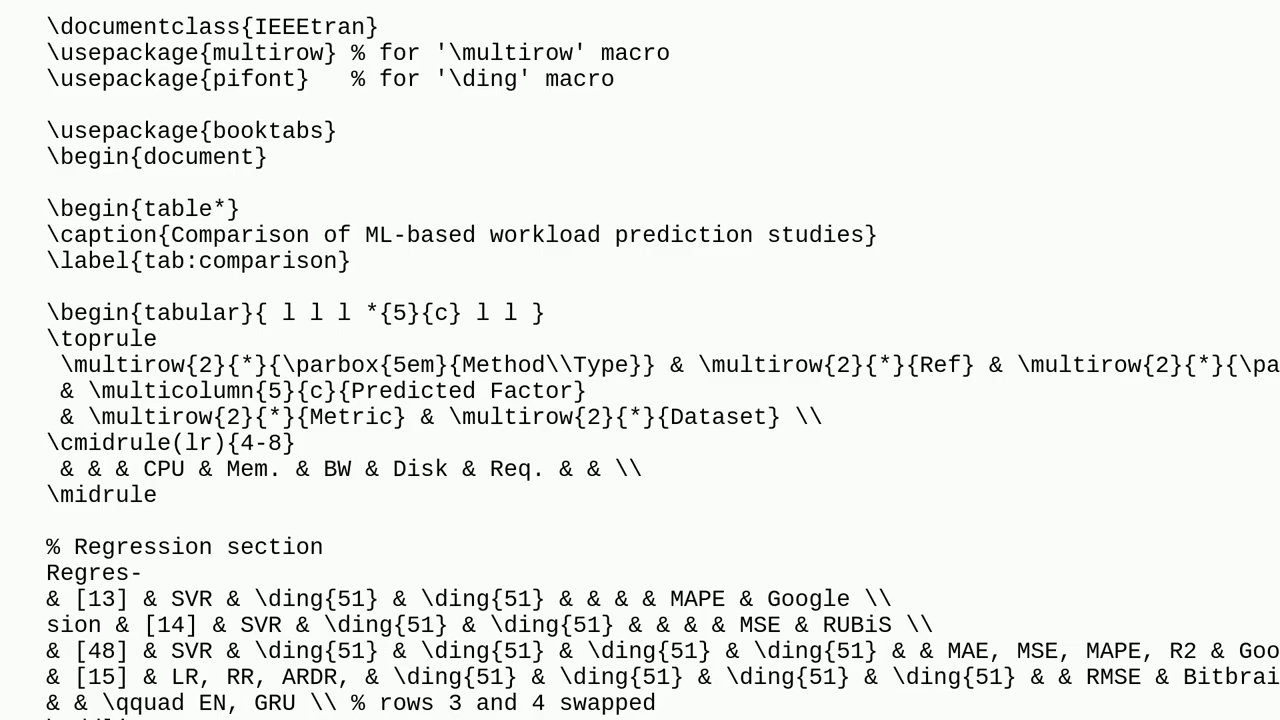 \documentclass{IEEEtran}
\usepackage{multirow} % for '\multirow' macro
\usepackage{pifont}   % for '\ding' macro
\usepackage{booktabs}
\begin{document}
\begin{table*}
\caption{Comparison of ML-based workload prediction studies}
\label{tab:comparison}
\begin{tabular}{ l l l *{5}{c} l l }
\toprule
\multirow{2}{*}{\parbox{5em}{Method\\Type}} & \multirow{2}{*}{Ref} & \multirow{2}{*}{\pa
& \multicolumn{5}{c}{Predicted Factor}
& \multirow{2}{*}{Metric} & \multirow{2}{*}{Dataset} \\
\cmidrule(lr){4-8}
& & & CPU & Mem. & BW & Disk & Req. & & \\
\midrule
% Regression section
Regres-
& [13] & SVR & \ding{51} & \ding{51} & & & & MAPE & Google \\
sion & [14] & SVR & \ding{51} & \ding{51} & & & & MSE & RUBiS \\
& [48] & SVR & \ding{51} & \ding{51} & \ding{51} & \ding{51} & & MAE, MSE, MAPE, R2 & Goo
& [15] & LR, RR, ARDR, & \ding{51} & \ding{51} & \ding{51} & \ding{51} & & RMSE & Bitbrai
& & \qquad EN, GRU \\ % rows 3 and 4 swapped